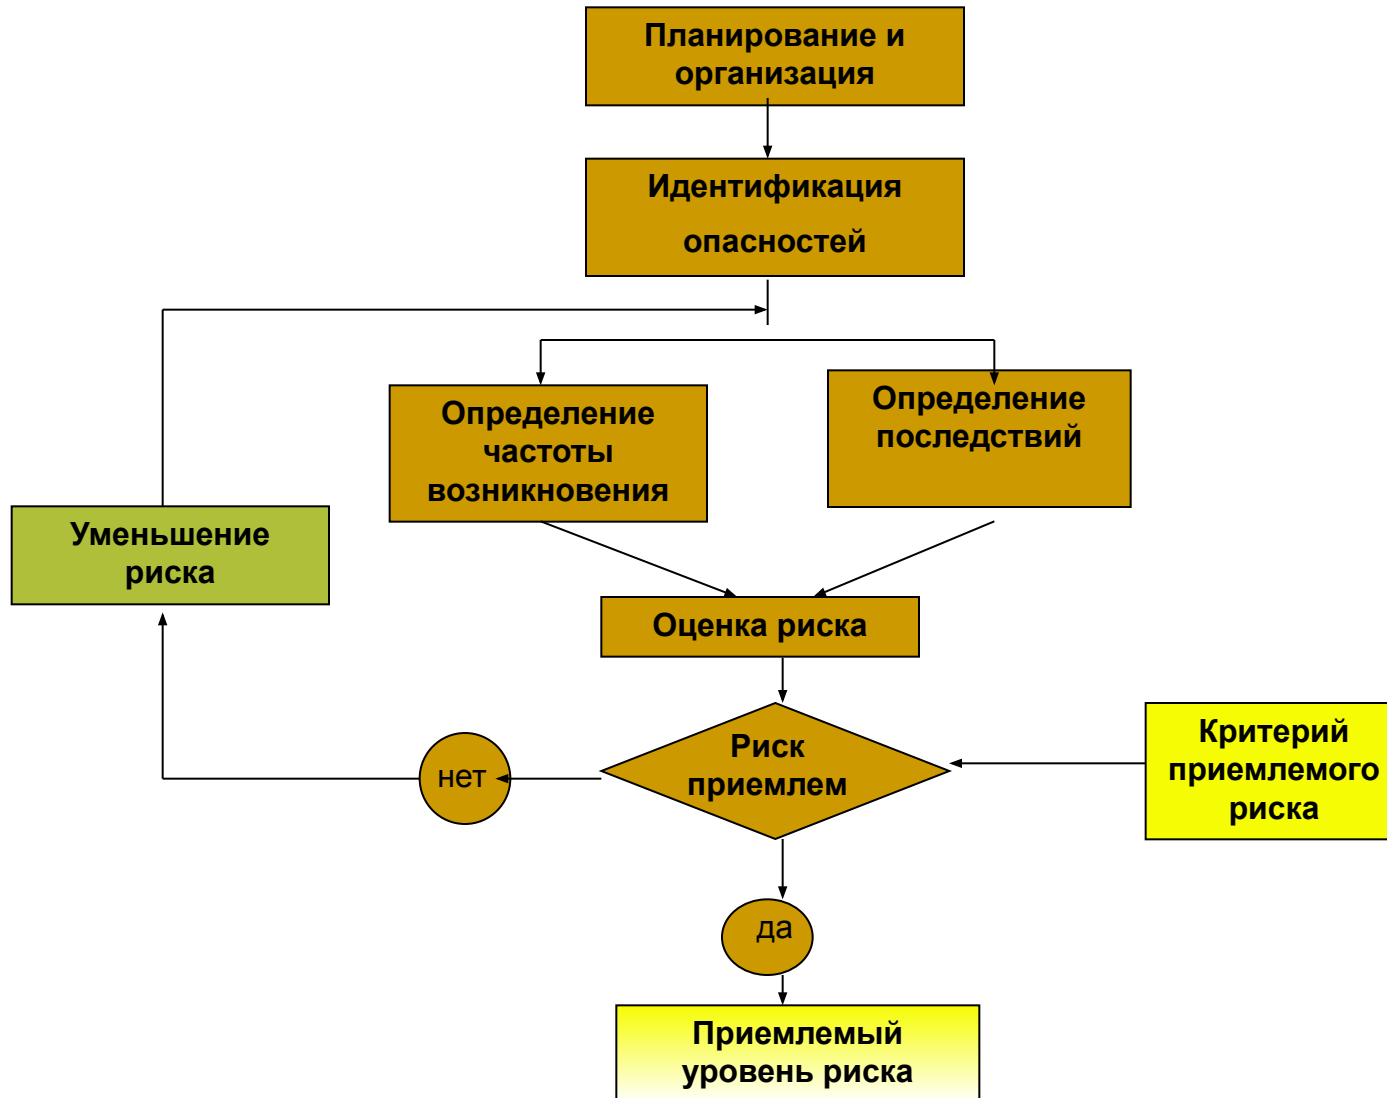 Планирование и
организация
Идентификация
опасностей
Определение
частоты
возникновения
Определение
последствий
Уменьшение
риска
Оценка риска
Риск
приемлем
нет
Критерий
приемлемого
риска
да
Приемлемый
уровень риска